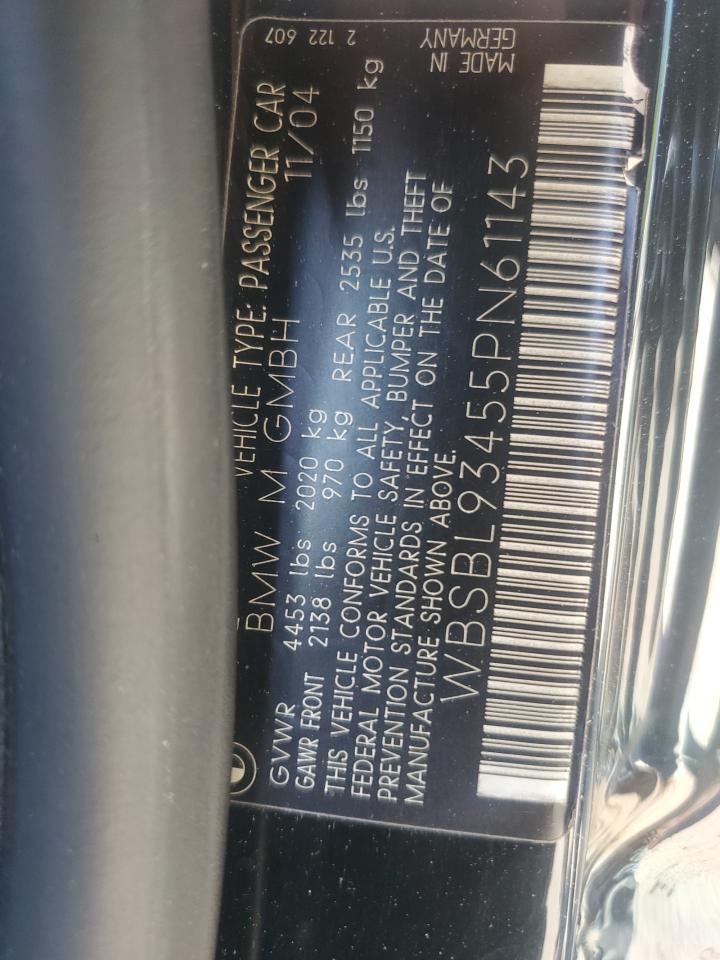 VEHICLE TYPE: PASSENGER CAR
BMW M GMBH 11/04
GVWR 4453 lbs 2020 kg
GAWR FRONT 2138 lbs 970 kg REAR 2535 lbs 1150 kg
THIS VEHICLE CONFORMS TO ALL APPLICABLE U.S.
FEDERAL MOTOR VEHICLE SAFETY, BUMPER AND THEFT
PREVENTION STANDARDS IN EFFECT ON THE DATE OF
MANUFACTURE SHOWN ABOVE.
WBSBL93455PN61143
2 122 607
MADE IN
GERMANY